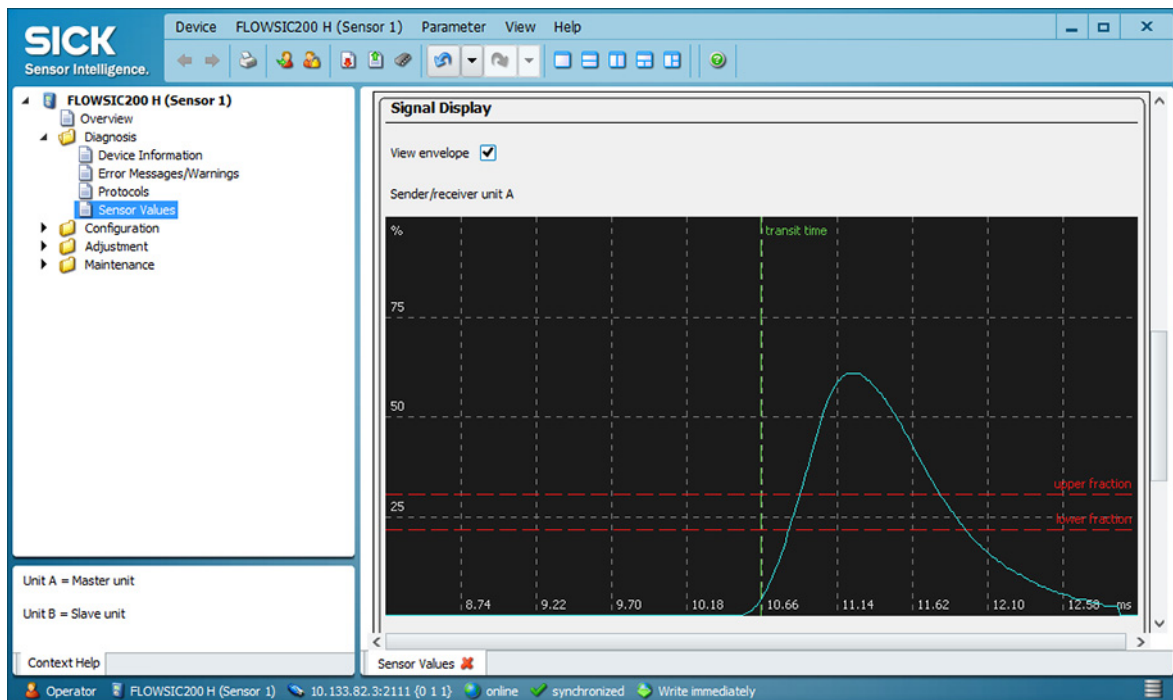 SICK
Sensor Intelligence.
Device FLOWSIC200 H (Sensor 1) Parameter View Help
FLOWSIC200 H (Sensor 1)
Overview
Diagnosis
Device Information
Error Messages/Warnings
Protocols
Sensor Values
Configuration
Adjustment
Maintenance
Unit A = Master unit
Unit B = Slave unit
Context Help
Signal Display
View envelope
Sender/receiver unit A
%
transit time
75
50
upper fraction
25
lower fraction
8.74 9.22 9.70 10.18 10.66 11.14 11.62 12.10 12.58 ms
Sensor Values
Operator FLOWSIC200 H (Sensor 1) 10.133.82.3:2111 {0 1 1} online synchronized Write immediately